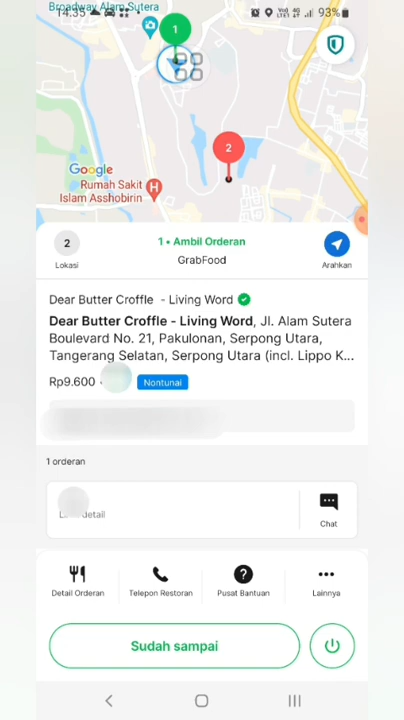 Broadway Alam Sutera
14.35
93%
1
2
Google
Rumah Sakit
Islam Asshobirin
H
2
Lokasi
1 • Ambil Orderan
GrabFood
Arahkan
Dear Butter Croffle - Living Word
Dear Butter Croffle - Living Word, Jl. Alam Sutera
Boulevard No. 21, Pakulonan, Serpong Utara,
Tangerang Selatan, Serpong Utara (incl. Lippo K...
Rp9.600
Nontunai
1 orderan
detail
Chat
Detail Orderan
Telepon Restoran
Pusat Bantuan
Lainnya
Sudah sampai